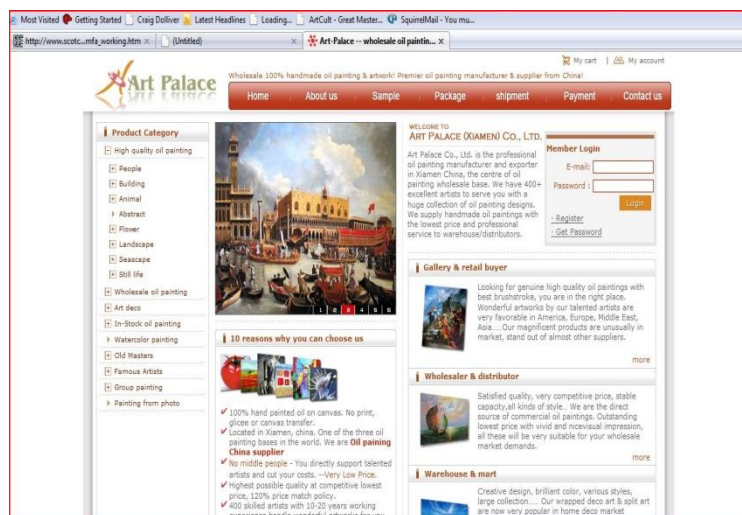 Most Visited Getting Started Craig Dolliver Latest Headlines Loading... ArtCult - Great Master... SquirrelMail - You mu...
http://www.scotc...mfa_working.htm (Untitled) Art-Palace -- wholesale oil paintin...
My cart | My account
Art Palace
Wholesale 100% handmade oil painting & artwork! Premier oil painting manufacturer & supplier from China!
Home About us Sample Package shipment Payment Contact us
Product Category
High quality oil painting
People
Building
Animal
Abstract
Flower
Landscape
Seascape
Still life
Wholesale oil painting
Art deco
In-Stock oil painting
Watercolor painting
Old Masters
Famous Artists
Group painting
Painting from photo
1 2 3 4 5 6
10 reasons why you can choose us
100% hand painted oil on canvas. No print,
glicee or canvas transfer.
Located in Xiamen, china. One of the three oil
painting bases in the world. We are Oil paining
China supplier
No middle people - You directly support talented
artists and cut your costs. --Very Low Price.
Highest possible quality at competitive lowest
price, 120% price match policy.
400 skilled artists with 10-20 years working
WELCOME TO
ART PALACE (XIAMEN) CO., LTD.
Art Palace Co., Ltd. is the professional
oil painting manufacturer and exporter
in Xiamen China, the centre of oil
painting wholesale base. We have 400+
excellent artists to serve you with a
huge collection of oil painting designs.
We supply handmade oil paintings with
the lowest price and professional
service to warehouse/distributors.
Member Login
E-mail:
Password :
Login
- Register
- Get Password
Gallery & retail buyer
Looking for genuine high quality oil paintings with
best brushstroke, you are in the right place.
Wonderful artworks by our talented artists are
very favorable in America, Europe, Middle East,
Asia.....Our magnificent products are unusually in
market, stand out of almost other suppliers.
more
Wholesaler & distributor
Satisfied quality, very competitive price, stable
capacity,all kinds of style.. We are the direct
source of commercial oil paintings. Outstanding
lowest price with vivid and nicevisual impression,
all these will be very suitable for your wholesale
market demands.
more
Warehouse & mart
Creative design, brilliant color, various styles,
large collection.... Our wrapped deco art & split art
are now very popular in home deco market